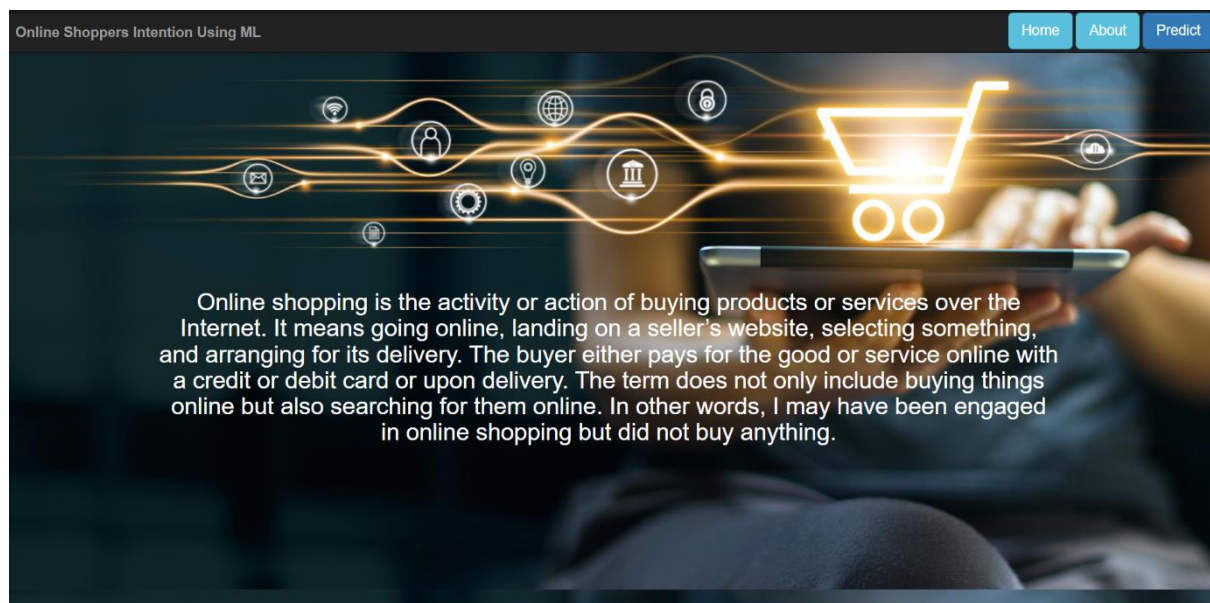 Online Shoppers Intention Using ML
Home
About
Predict
Online shopping is the activity or action of buying products or services over the
Internet. It means going online, landing on a seller’s website, selecting something,
and arranging for its delivery. The buyer either pays for the good or service online with
a credit or debit card or upon delivery. The term does not only include buying things
online but also searching for them online. In other words, I may have been engaged
in online shopping but did not buy anything.